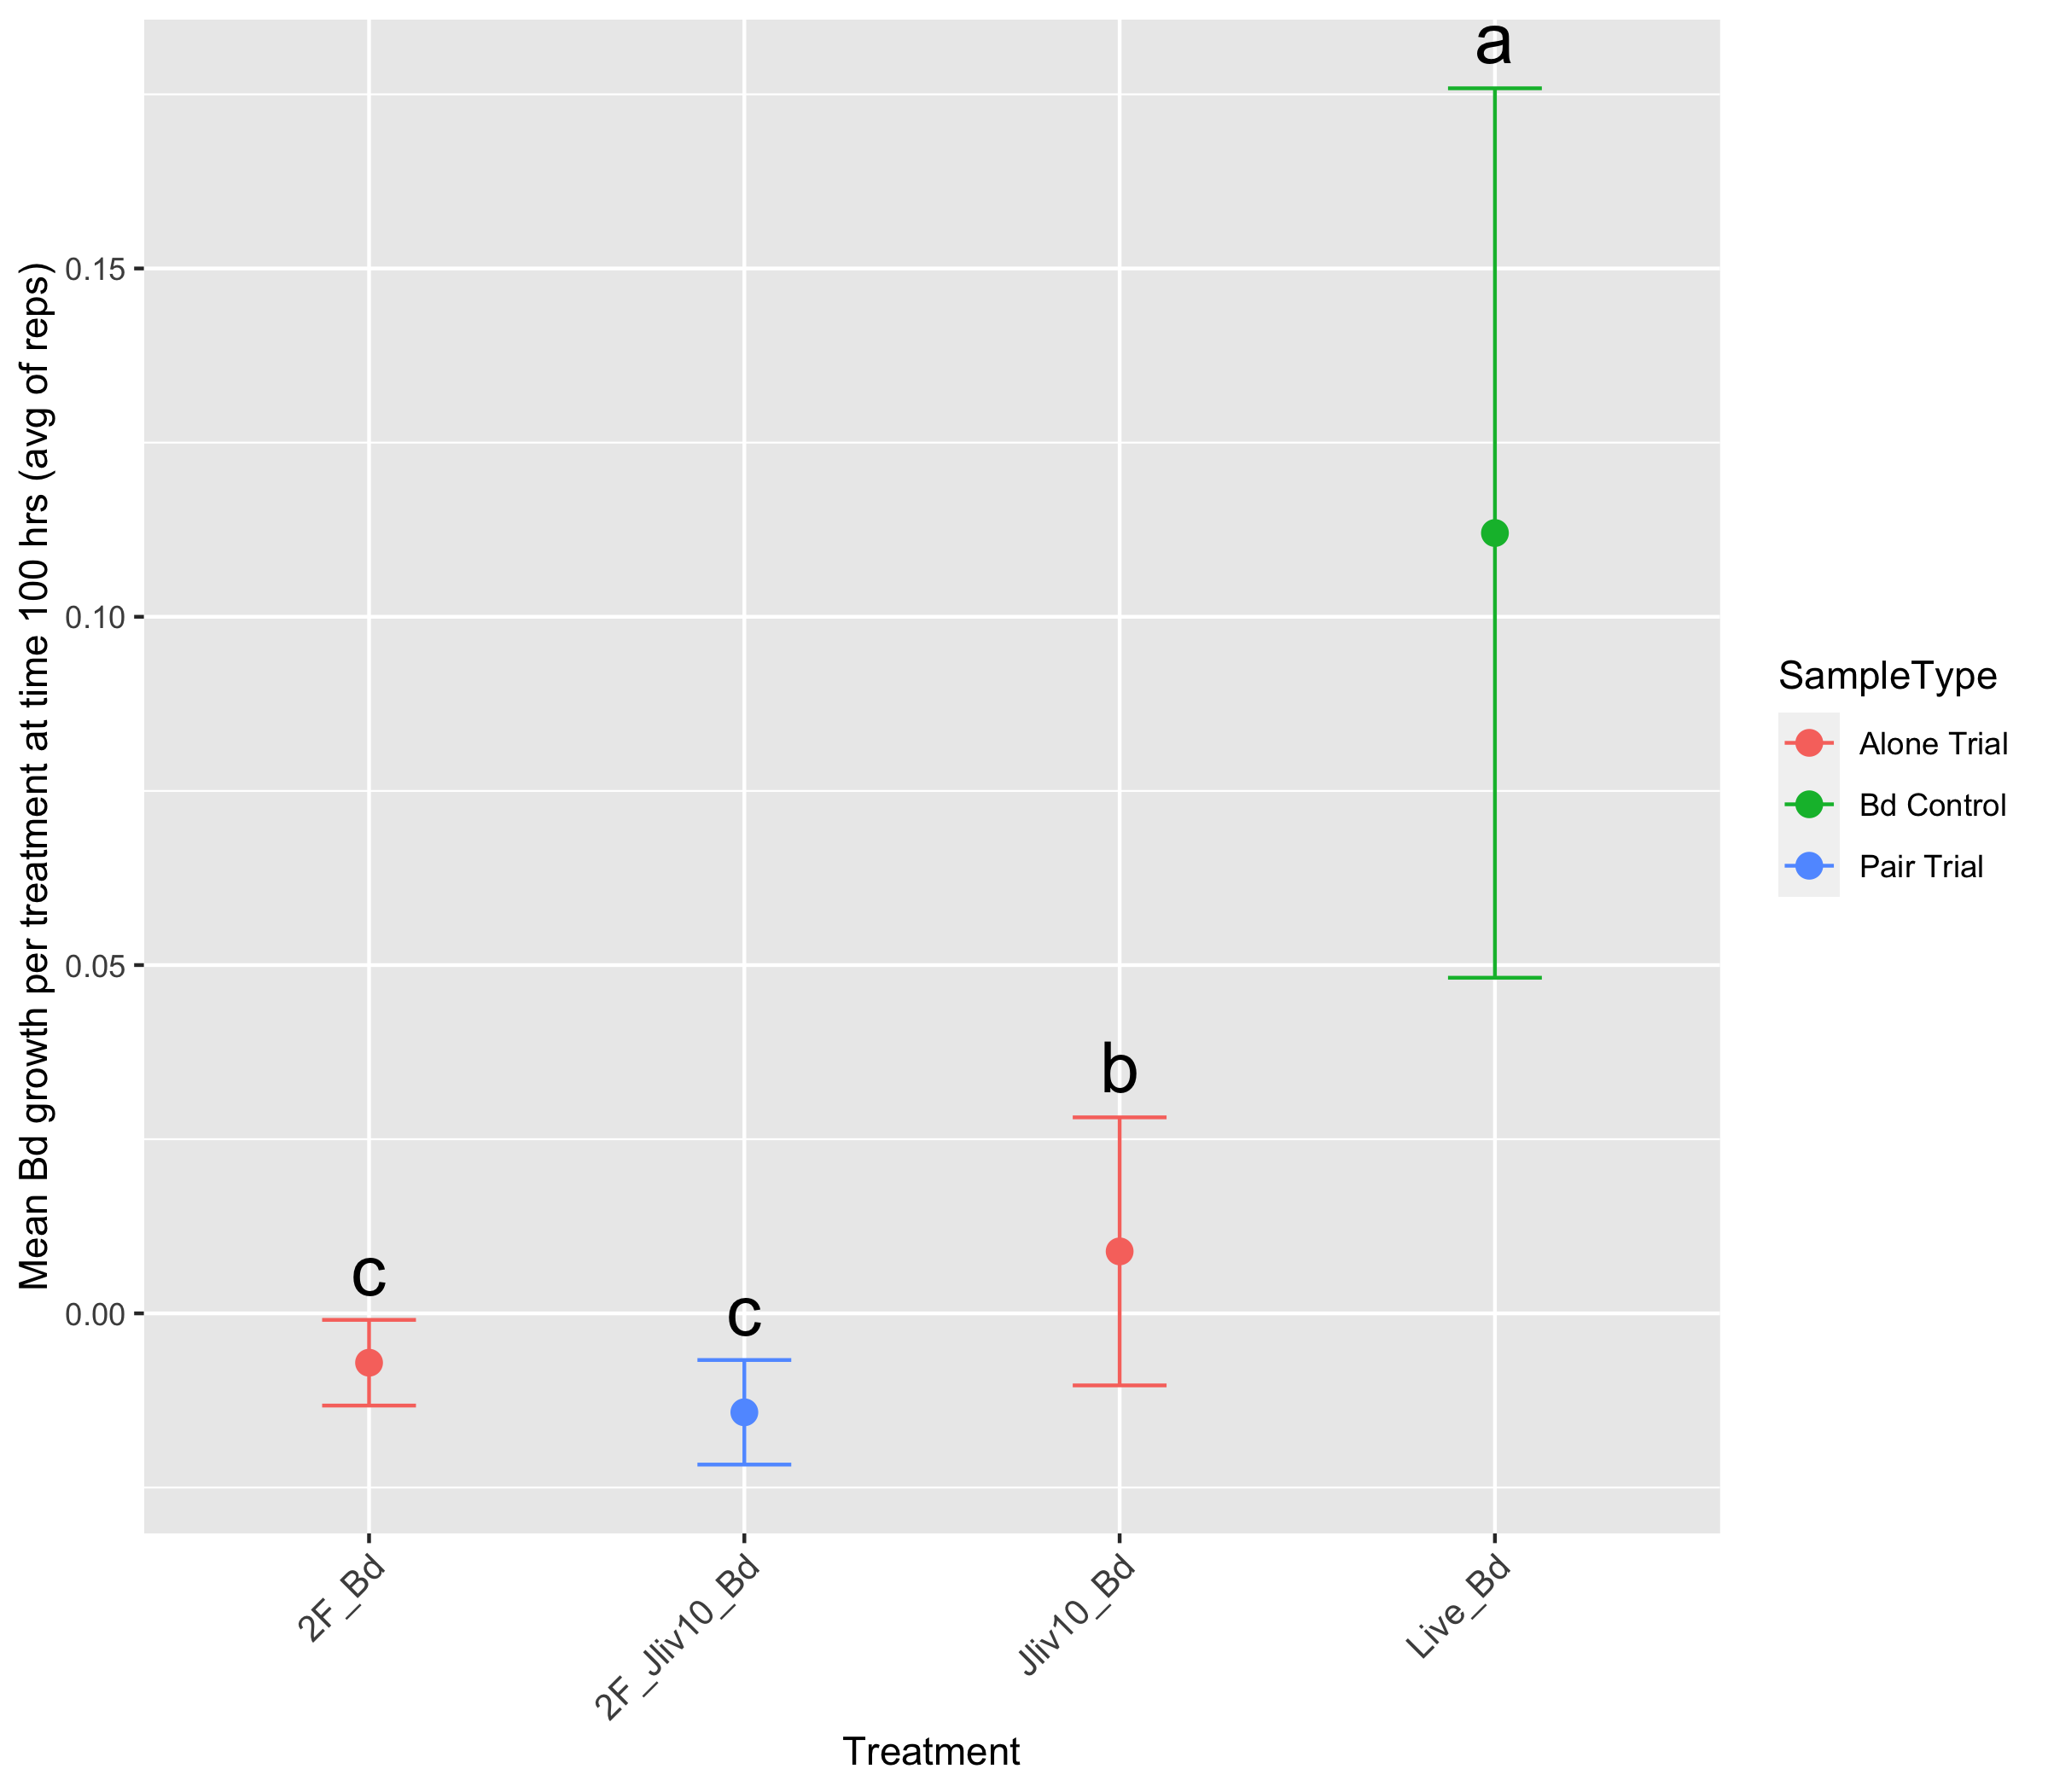 Mean Bd growth per treatment at time 100 hrs (avg of reps)
0.15
0.10
0.05
0.00
a
b
c
c
2F_Bd
2F_Jliv10_Bd
Jliv10_Bd
Live_Bd
Treatment
SampleType
Alone Trial
Bd Control
Pair Trial